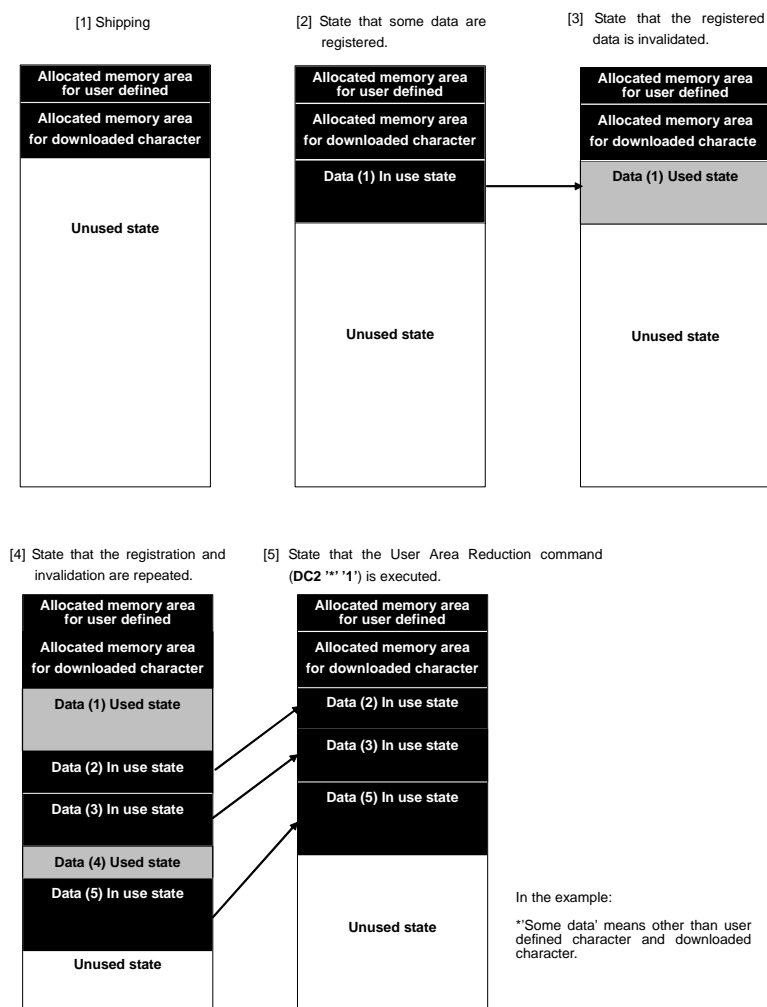 [1] Shipping
[2] State that some data are
registered.
[3] State that the registered
data is invalidated.
Allocated memory area
for user defined
Allocated memory area
for downloaded character
Unused state
Allocated memory area
for user defined
Allocated memory area
for downloaded character
Data (1) In use state
Unused state
Allocated memory area
for user defined
Allocated memory area
for downloaded characte
Data (1) Used state
Unused state
[4] State that the registration and
invalidation are repeated.
[5] State that the User Area Reduction command
(DC2 '*' '1') is executed.
Allocated memory area
for user defined
Allocated memory area
for downloaded character
Data (1) Used state
Data (2) In use state
Data (3) In use state
Data (4) Used state
Data (5) In use state
Unused state
Allocated memory area
for user defined
Allocated memory area
for downloaded character
Data (2) In use state
Data (3) In use state
Data (5) In use state
Unused state
In the example:
*'Some data' means other than user
defined character and downloaded
character.